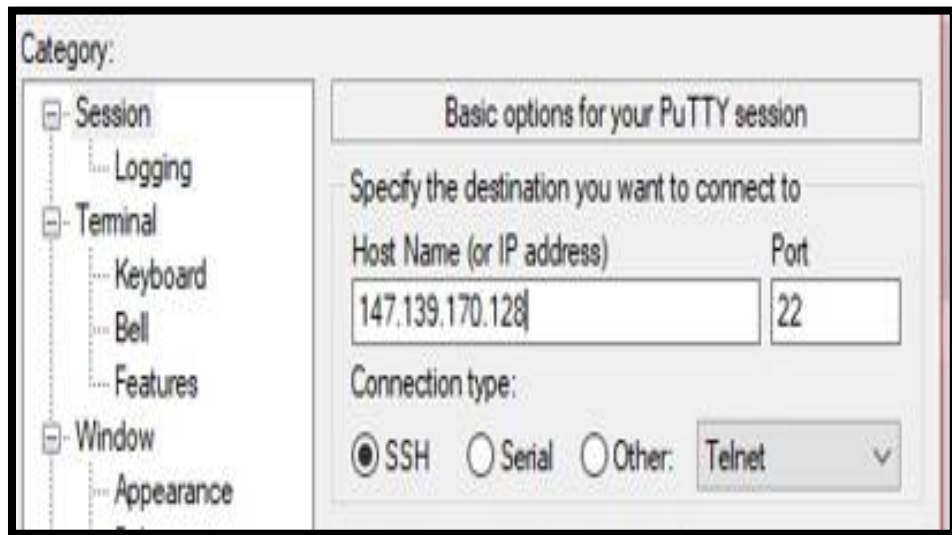 Category:
Session
Logging
Terminal
Keyboard
Bell
Features
Window
Appearance
Basic options for your PuTTY session
Specify the destination you want to connect to
Host Name (or IP address) Port
147.139.170.128 22
Connection type:
SSH Serial Other: Telnet